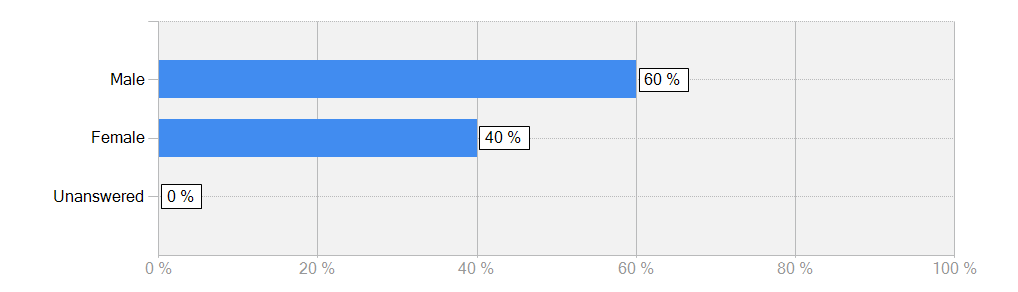 Male 60 %
Female 40 %
Unanswered 0 %
0 % 20 % 40 % 60 % 80 % 100 %